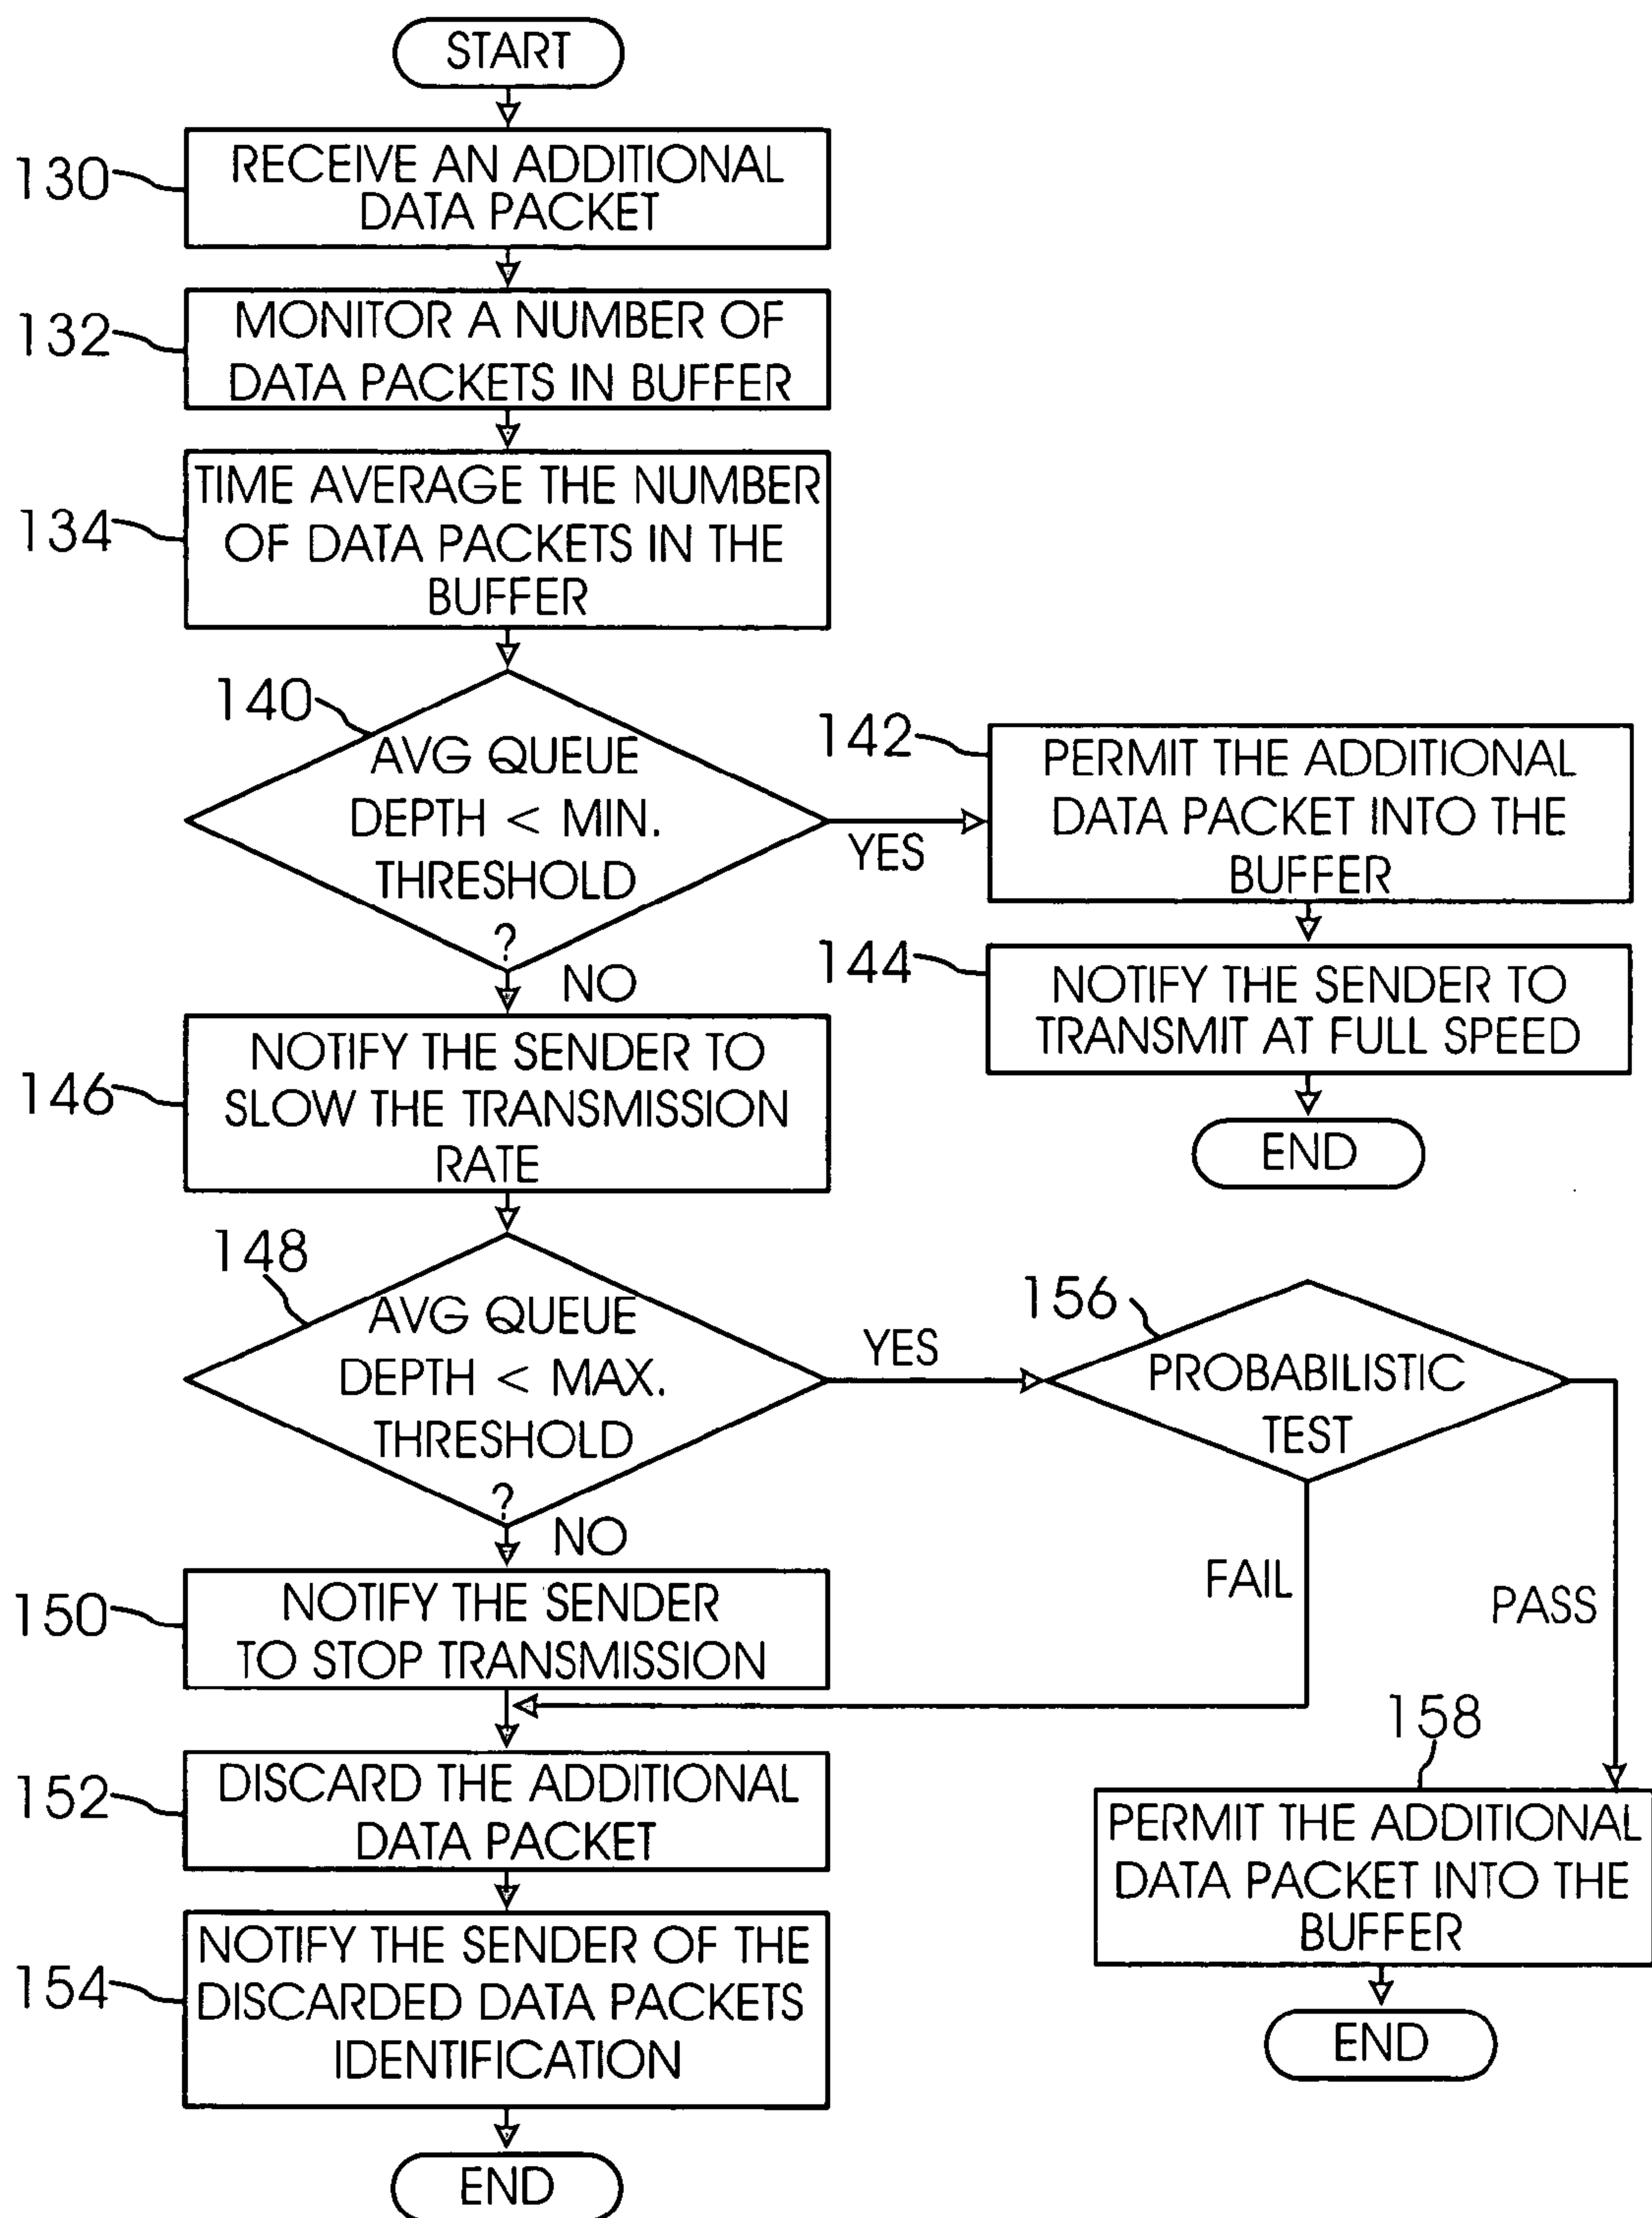 START
130
RECEIVE AN ADDITIONAL
DATA PACKET
132
MONITOR A NUMBER OF
DATA PACKETS IN BUFFER
134
TIME AVERAGE THE NUMBER
OF DATA PACKETS IN THE
BUFFER
140
AVG QUEUE
DEPTH < MIN.
THRESHOLD
?
YES
NO
142
PERMIT THE ADDITIONAL
DATA PACKET INTO THE
BUFFER
144
NOTIFY THE SENDER TO
TRANSMIT AT FULL SPEED
END
146
NOTIFY THE SENDER TO
SLOW THE TRANSMISSION
RATE
148
AVG QUEUE
DEPTH < MAX.
THRESHOLD
?
YES
NO
156
PROBABILISTIC
TEST
FAIL
PASS
150
NOTIFY THE SENDER
TO STOP TRANSMISSION
152
DISCARD THE ADDITIONAL
DATA PACKET
154
NOTIFY THE SENDER OF THE
DISCARDED DATA PACKETS
IDENTIFICATION
END
158
PERMIT THE ADDITIONAL
DATA PACKET INTO THE
BUFFER
END